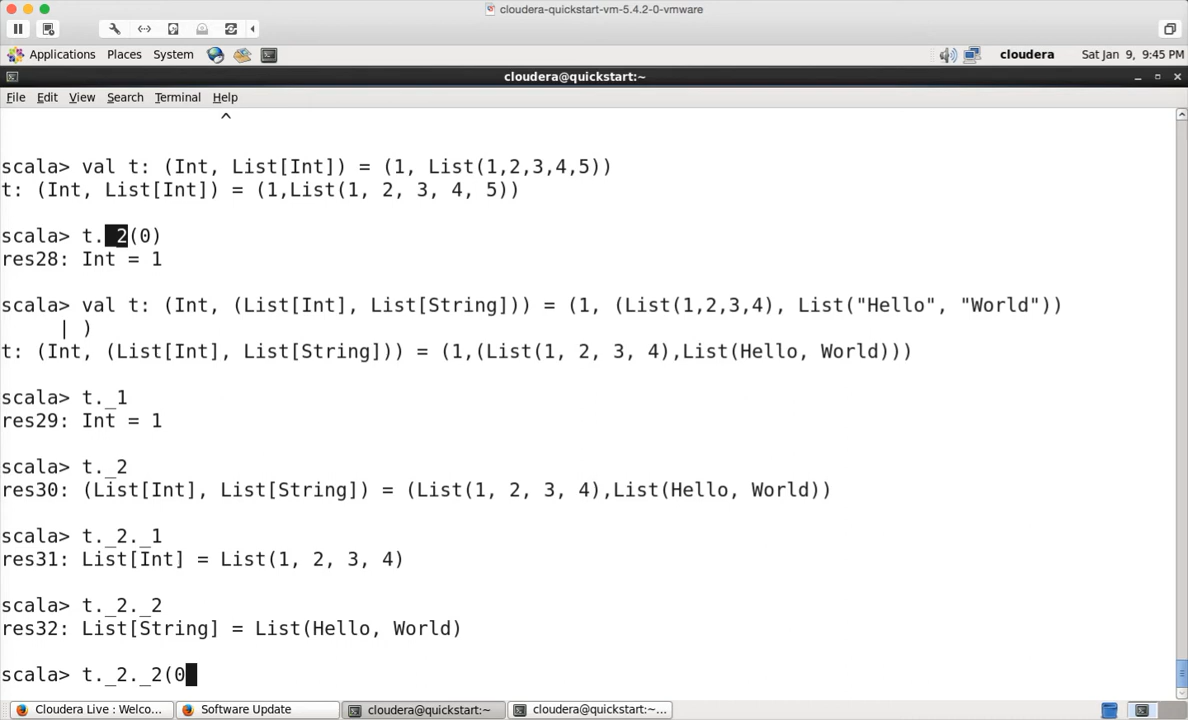 cloudera-quickstart-vm-5.4.2-0-vmware
Applications Places System cloudera Sat Jan 9, 9:45 PM
cloudera@quickstart:~
File Edit View Search Terminal Help
^
scala> val t: (Int, List[Int]) = (1, List(1,2,3,4,5))
t: (Int, List[Int]) = (1,List(1, 2, 3, 4, 5))
scala> t._2(0)
res28: Int = 1
scala> val t: (Int, (List[Int], List[String])) = (1, (List(1,2,3,4), List("Hello", "World"))
| )
t: (Int, (List[Int], List[String])) = (1,(List(1, 2, 3, 4),List(Hello, World)))
scala> t._1
res29: Int = 1
scala> t._2
res30: (List[Int], List[String]) = (List(1, 2, 3, 4),List(Hello, World))
scala> t._2._1
res31: List[Int] = List(1, 2, 3, 4)
scala> t._2._2
res32: List[String] = List(Hello, World)
scala> t._2._2(0
Cloudera Live : Welco... Software Update cloudera@quickstart:~ cloudera@quickstart:~...